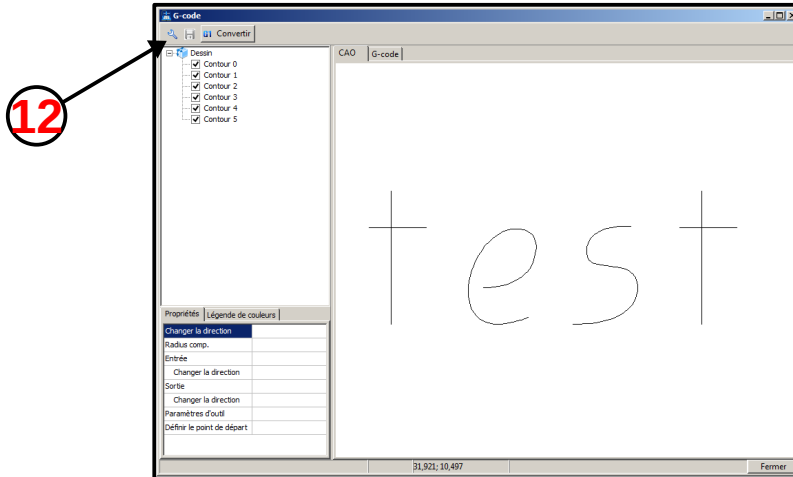 G-code
G1 Convertir
Dessin
Contour 0
Contour 1
Contour 2
Contour 3
Contour 4
Contour 5
CAO G-code
12
test
Propriétés Légende de couleurs
Changer la direction
Radius comp.
Entrée
Changer la direction
Sortie
Changer la direction
Paramètres d'outil
Définir le point de départ
31,921; 10,497
Fermer